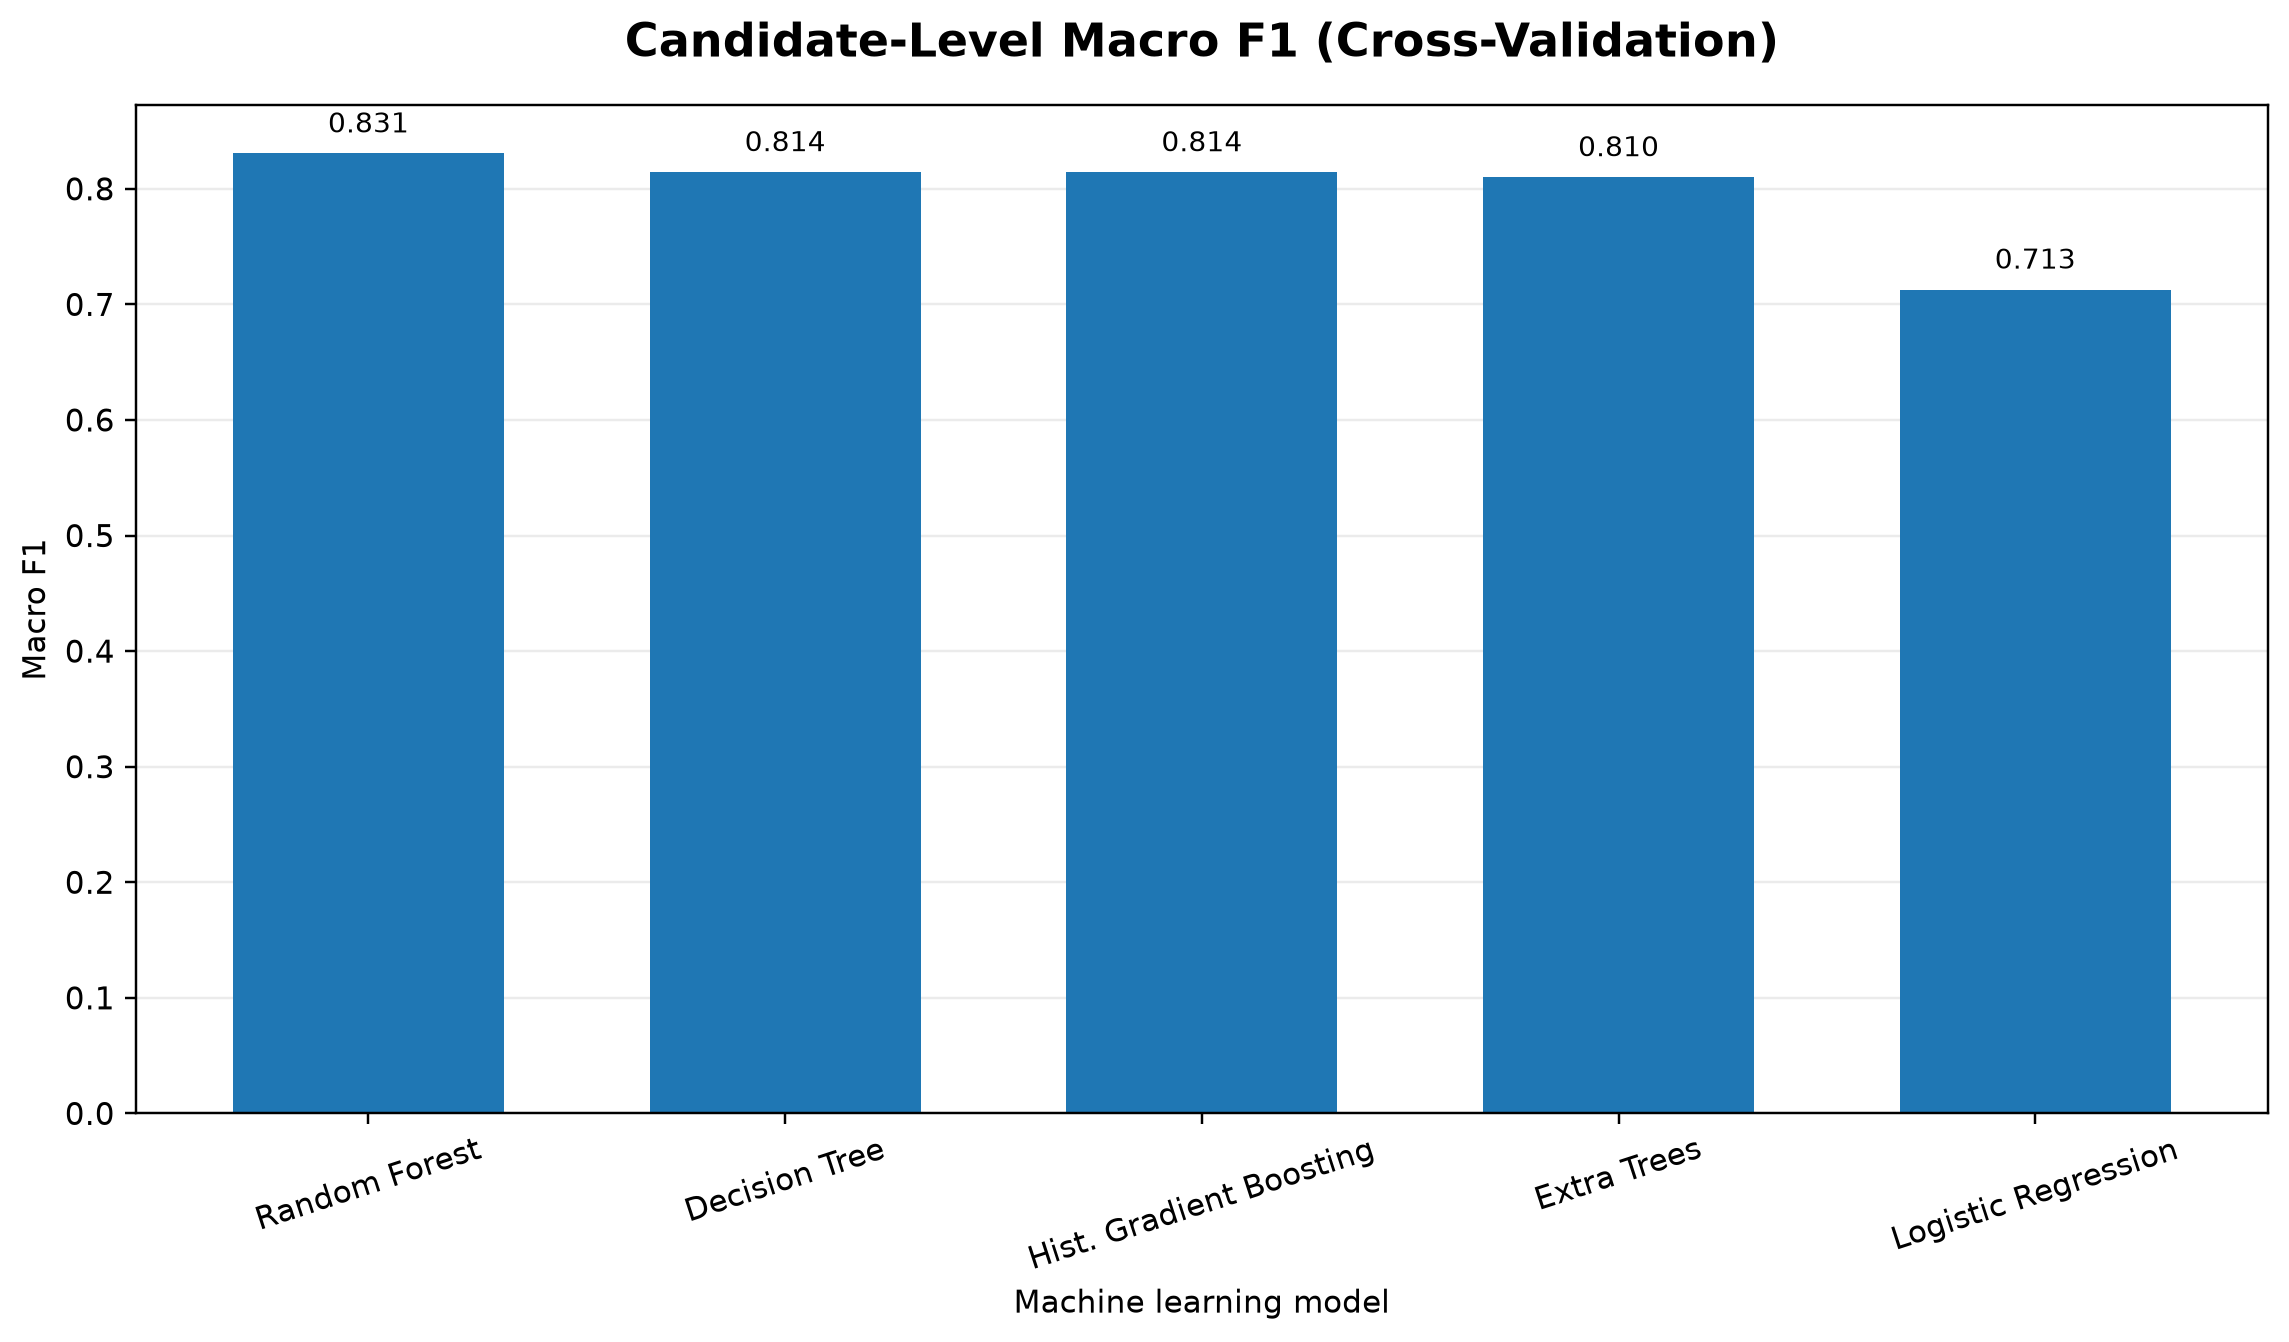 Candidate-Level Macro F1 (Cross-Validation)
0.831
0.814
0.814
0.810
0.713
0.8
0.7
0.6
0.5
0.4
0.3
0.2
0.1
0.0
Macro F1
Random Forest
Decision Tree
Hist. Gradient Boosting
Extra Trees
Logistic Regression
Machine learning model